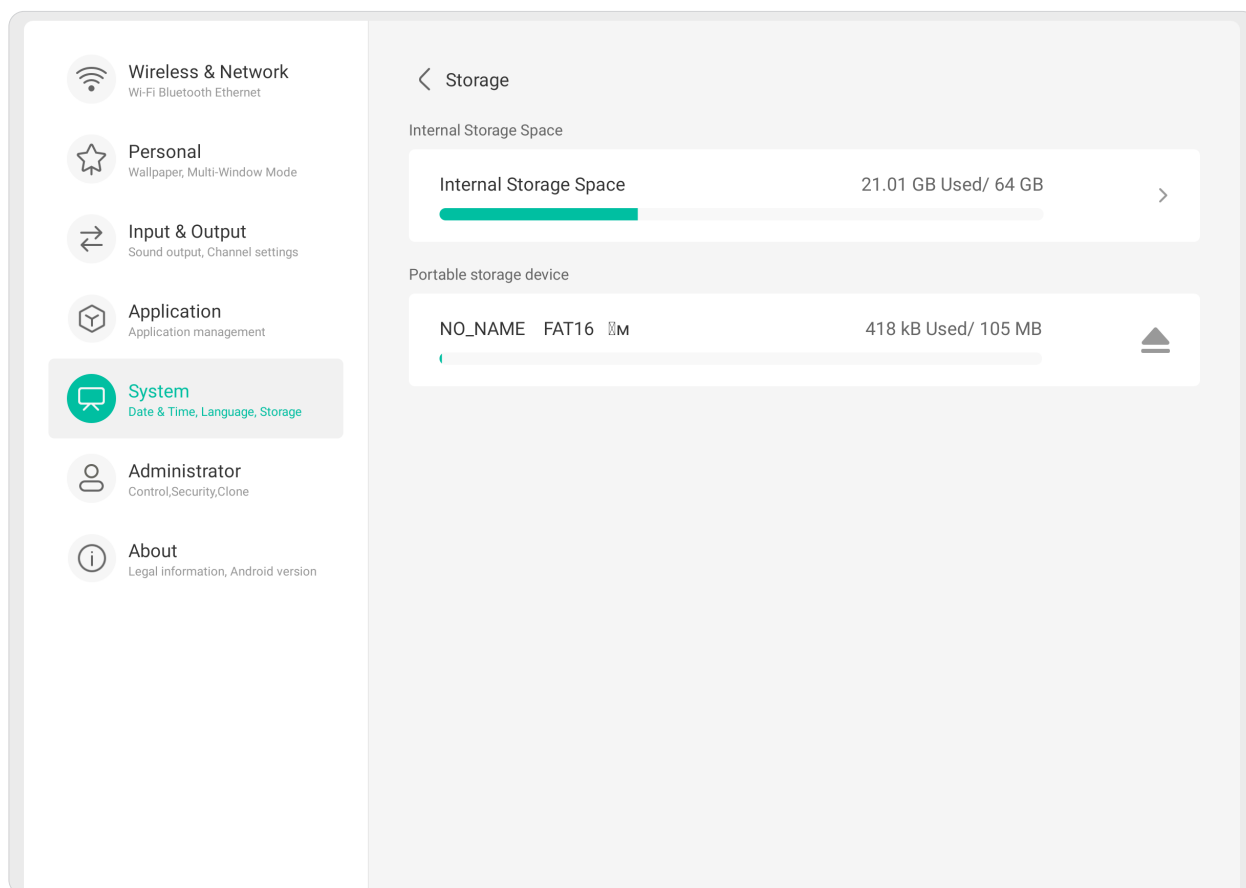 Wireless & Network
Wi-Fi Bluetooth Ethernet
Personal
Wallpaper, Multi-Window Mode
Input & Output
Sound output, Channel settings
Application
Application management
System
Date & Time, Language, Storage
Administrator
Control,Security,Clone
About
Legal information, Android version
Storage
Internal Storage Space
Internal Storage Space 21.01 GB Used/ 64 GB
Portable storage device
NO_NAME FAT16 418 kB Used/ 105 MB